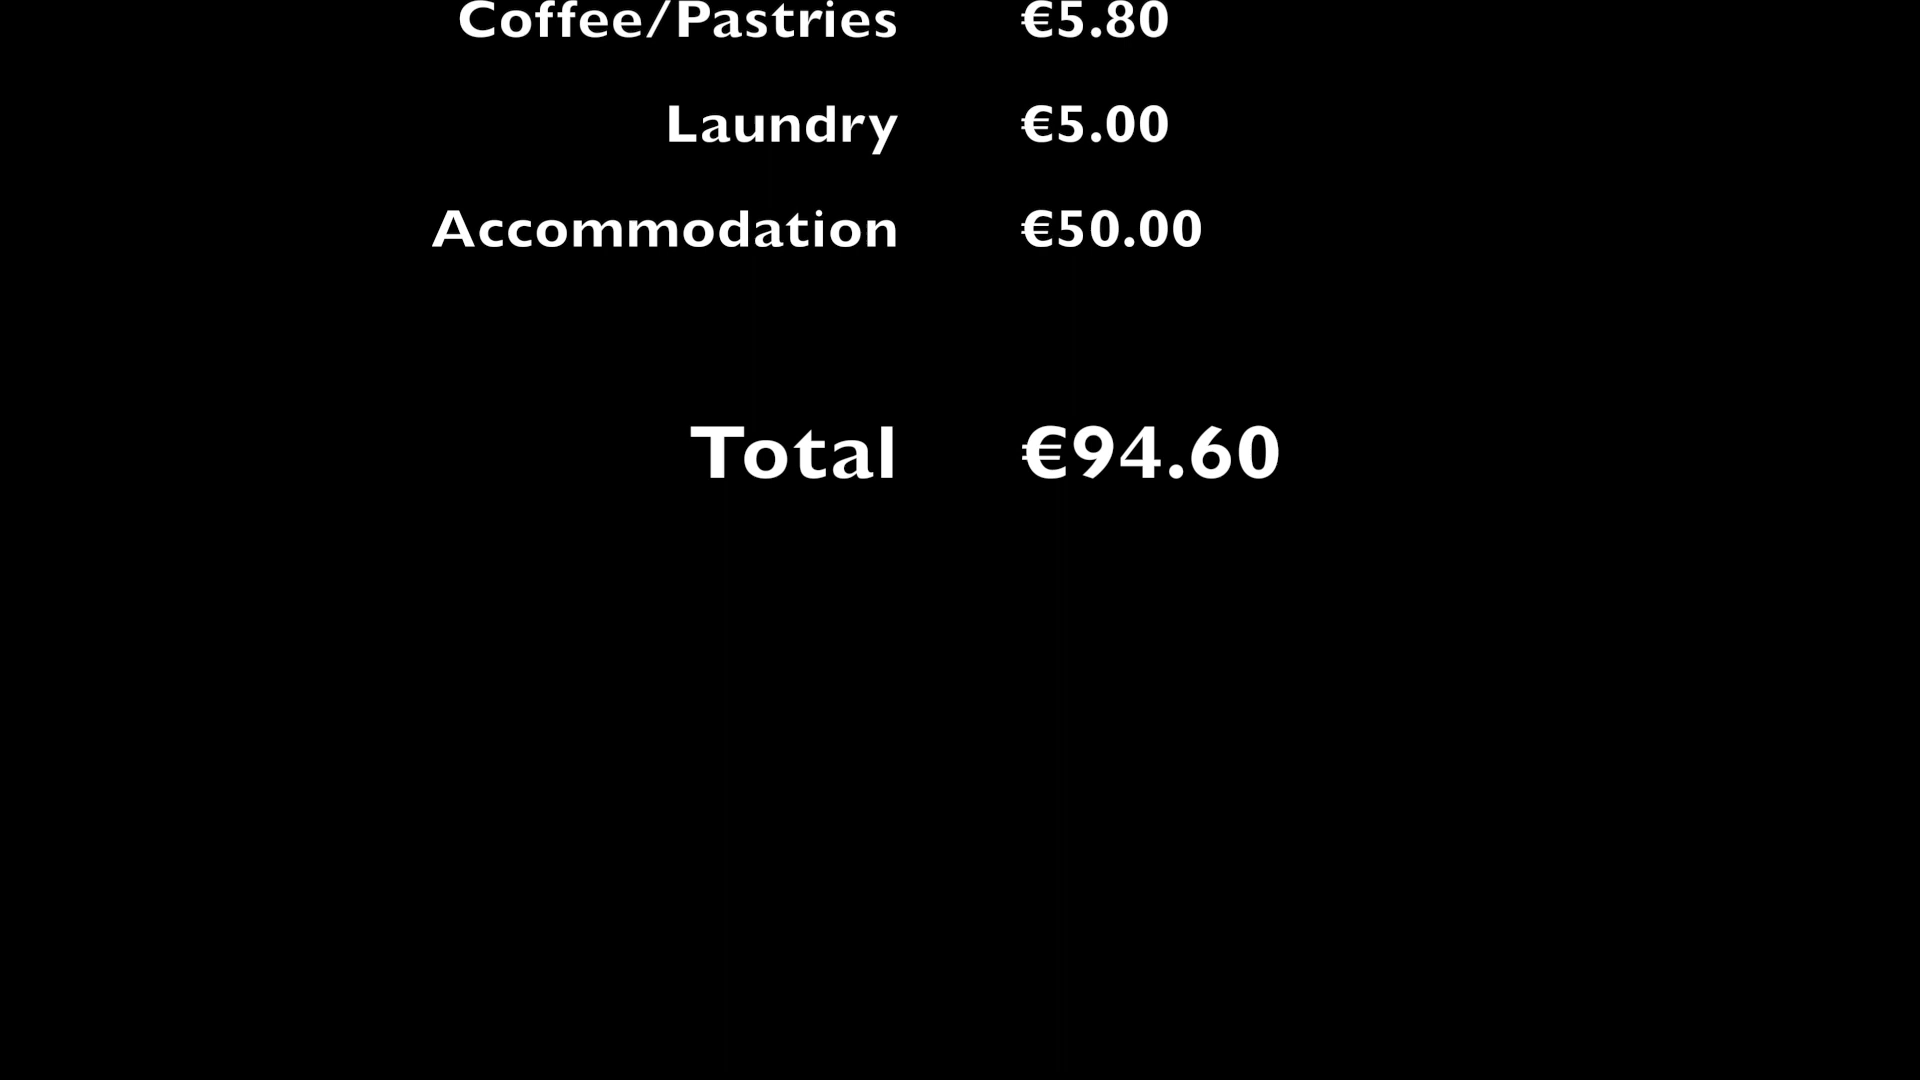 Coffee/Pastries €5.80
Laundry €5.00
Accommodation €50.00
Total €94.60